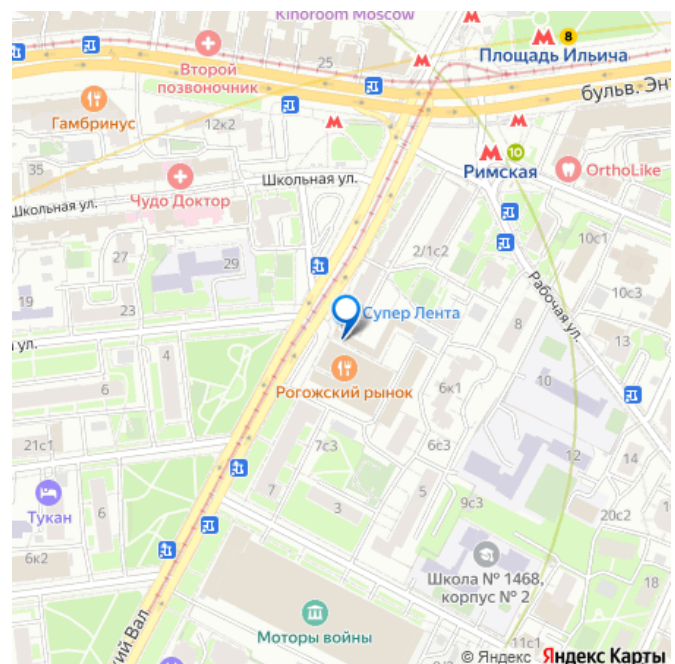 Kinoroom Moscow
8
Площадь Ильича
Второй
позвоночник
25
бульв. Энт
Гамбринус
12к2
10
Римская
OrthoLike
35
Школьная ул.
Чудо Доктор
Школьная ул.
2/1с2
10с1
27
29
Рабочая ул.
10с3
19
23
Супер Лента
8
13
ул.
4
Рогожский рынок
6к1
10
6
21с1
7с3
6с3
12
14
Тукан
6
7
3
5
9с3
20с2
6к2
Школа № 1468,
корпус № 2
18
Моторы войны
кий Вал
11с1
© Яндекс Яндекс Карты